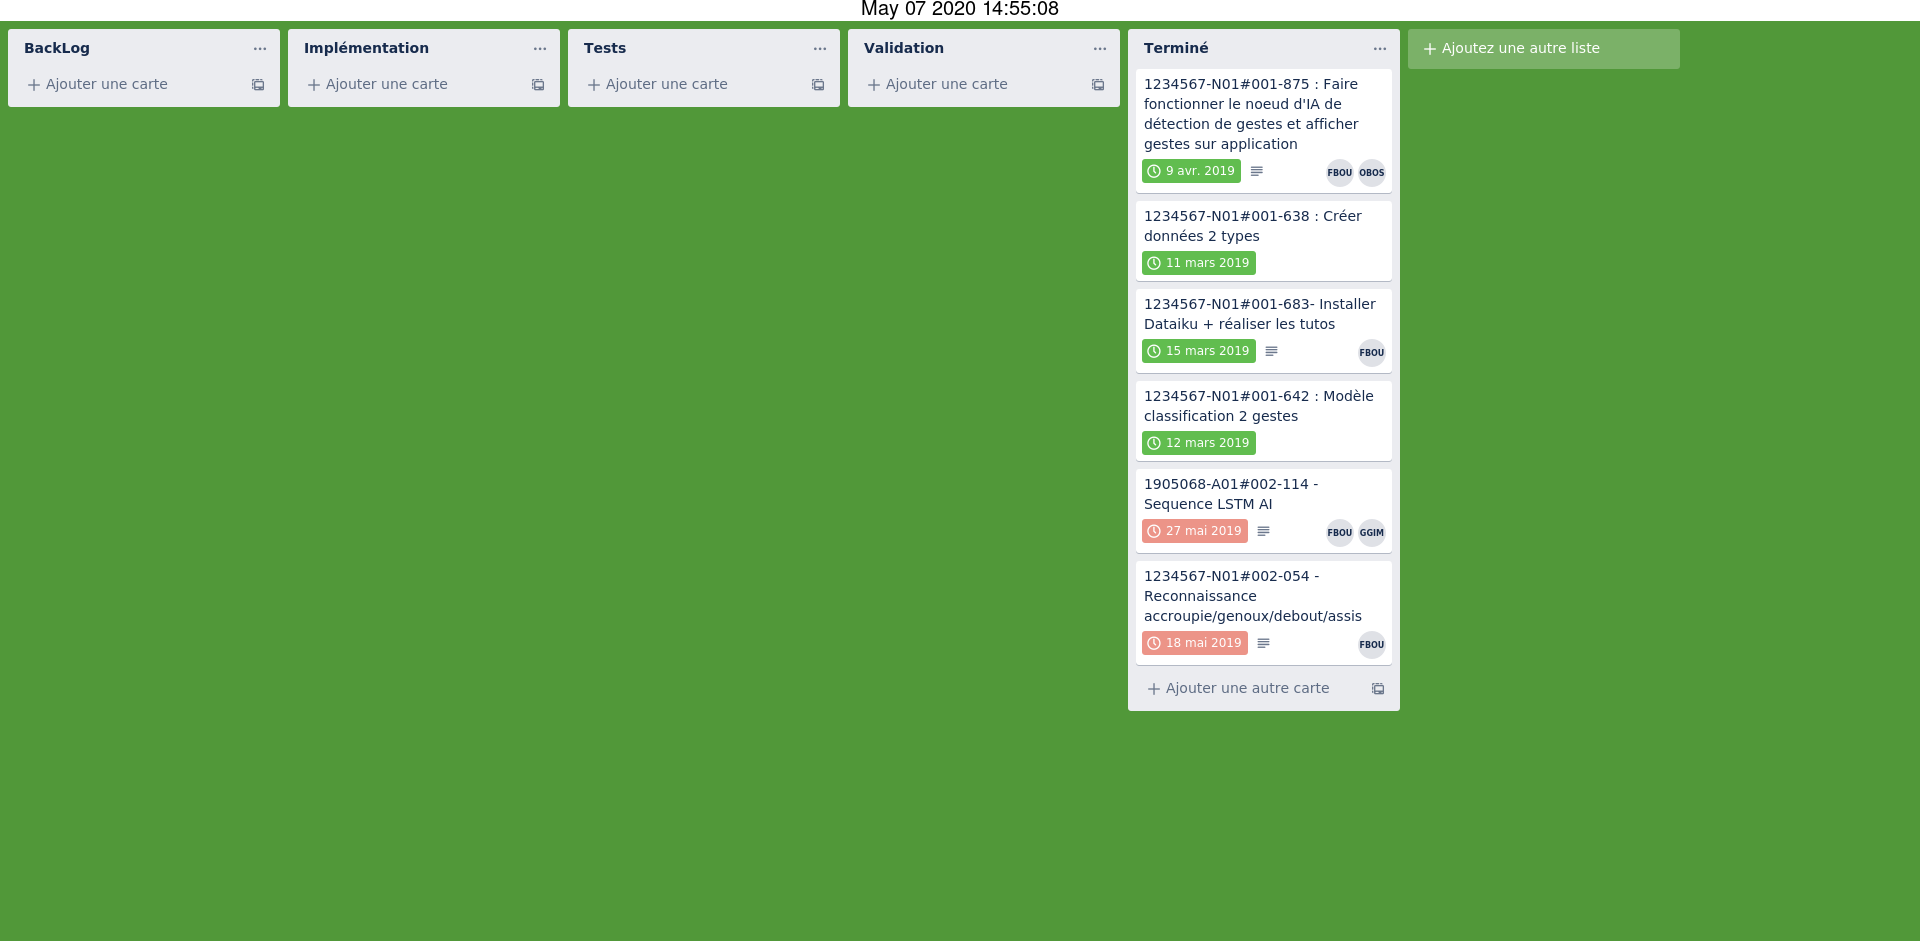 May 07 2020 14:55:08
BackLog
Ajouter une carte
Implémentation
Ajouter une carte
Tests
Ajouter une carte
Validation
Ajouter une carte
Terminé
1234567-N01#001-875 : Faire
fonctionner le noeud d'IA de
détection de gestes et afficher
gestes sur application
9 avr. 2019
FBOU
OBOS
1234567-N01#001-638 : Créer
données 2 types
11 mars 2019
1234567-N01#001-683- Installer
Dataiku + réaliser les tutos
15 mars 2019
FBOU
1234567-N01#001-642 : Modèle
classification 2 gestes
12 mars 2019
1905068-A01#002-114 -
Sequence LSTM AI
27 mai 2019
FBOU
GGIM
1234567-N01#002-054 -
Reconnaissance
accroupie/genoux/debout/assis
18 mai 2019
FBOU
Ajouter une autre carte
Ajoutez une autre liste